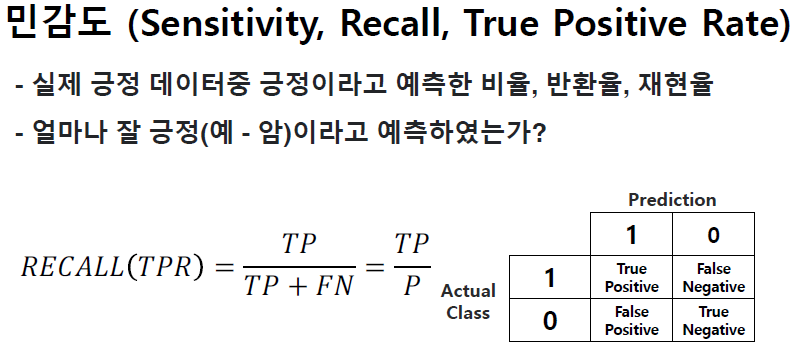 민감도 (Sensitivity, Recall, True Positive Rate)
- 실제 긍정 데이터중 긍정이라고 예측한 비율, 반환율, 재현율
- 얼마나 잘 긍정(예 - 암)이라고 예측하였는가?
RECALL(TPR) = TP / (TP + FN) = TP / P
Prediction
1 0
Actual Class
1 True Positive False Negative
0 False Positive True Negative